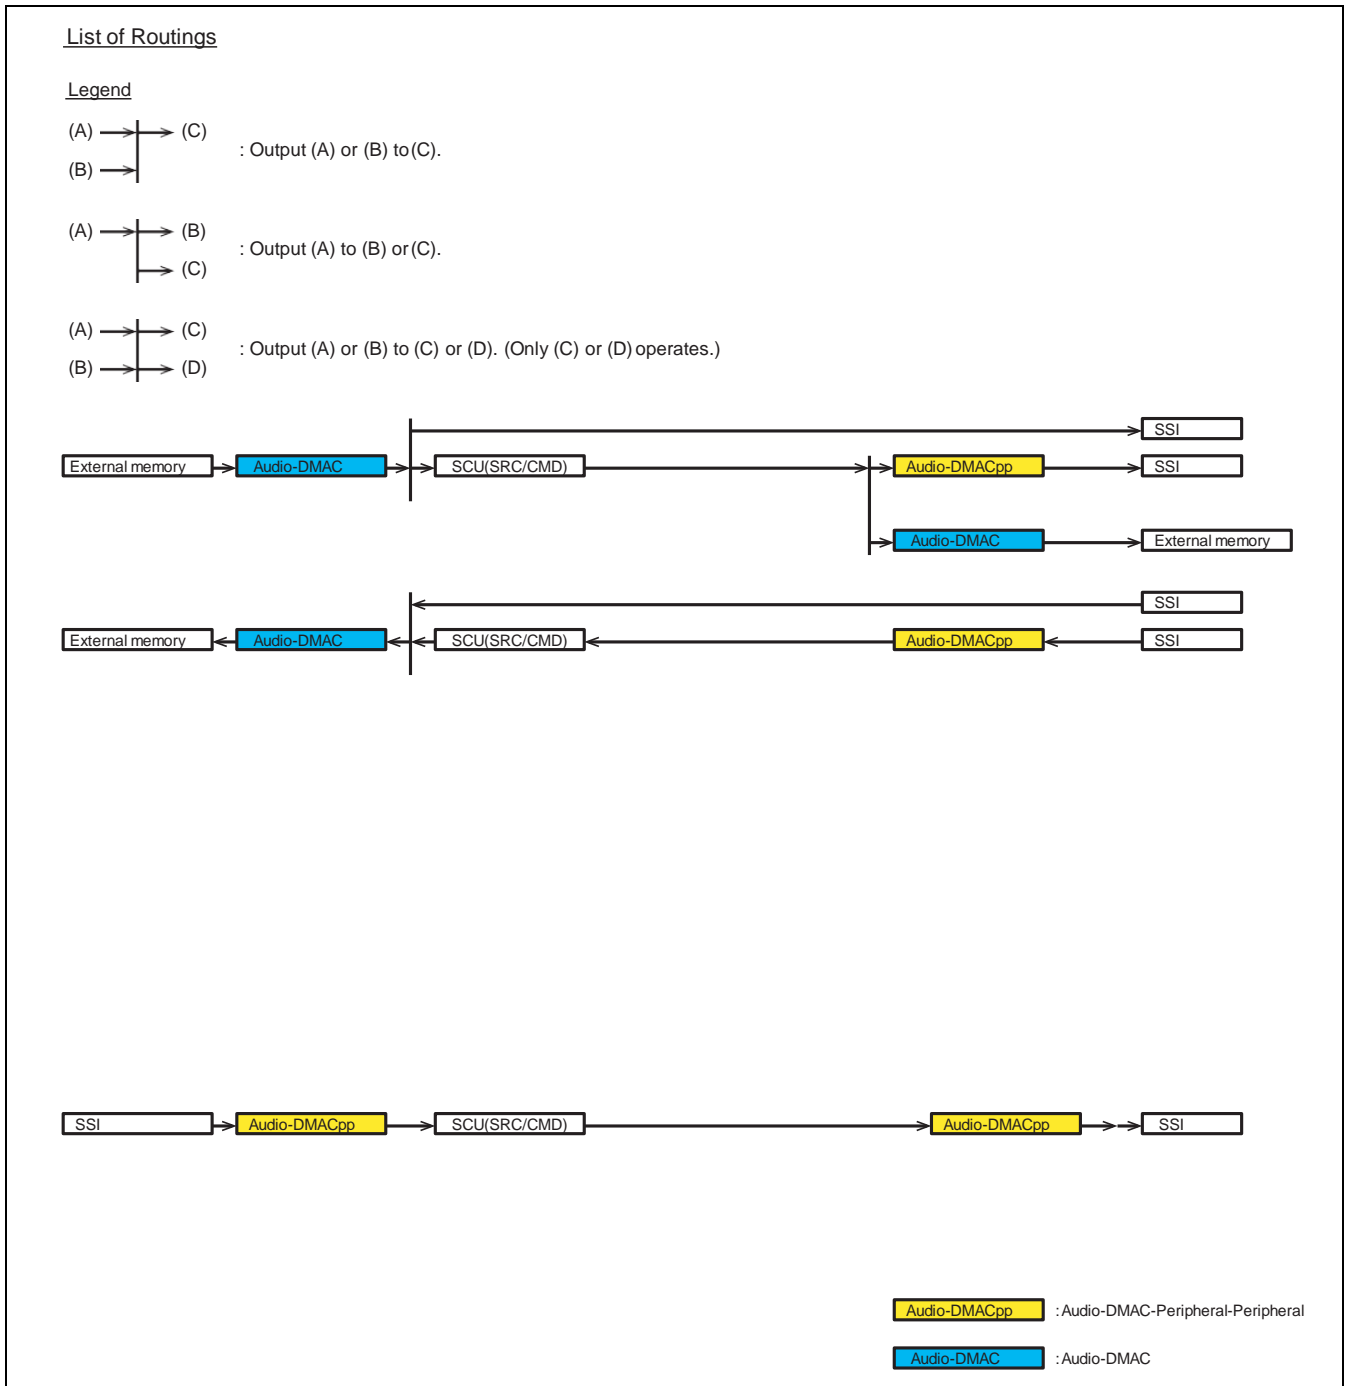 List of Routings
Legend
(A) (C)
: Output (A) or (B) to (C).
(B)
(A) (B)
: Output (A) to (B) or (C).
(C)
(A) (C)
: Output (A) or (B) to (C) or (D). (Only (C) or (D) operates.)
(B) (D)
SSI
External memory Audio-DMAC SCU(SRC/CMD) Audio-DMACpp SSI
Audio-DMAC External memory
SSI
External memory Audio-DMAC SCU(SRC/CMD) Audio-DMACpp SSI
SSI Audio-DMACpp SCU(SRC/CMD) Audio-DMACpp SSI
Audio-DMACpp : Audio-DMAC-Peripheral-Peripheral
Audio-DMAC : Audio-DMAC